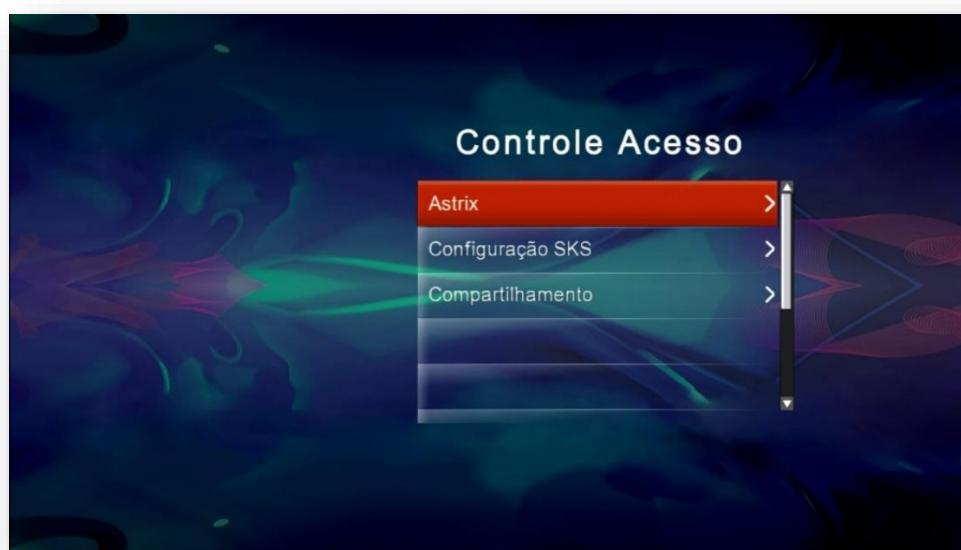 Controle Acesso
Astrix
Configuração SKS
Compartilhamento